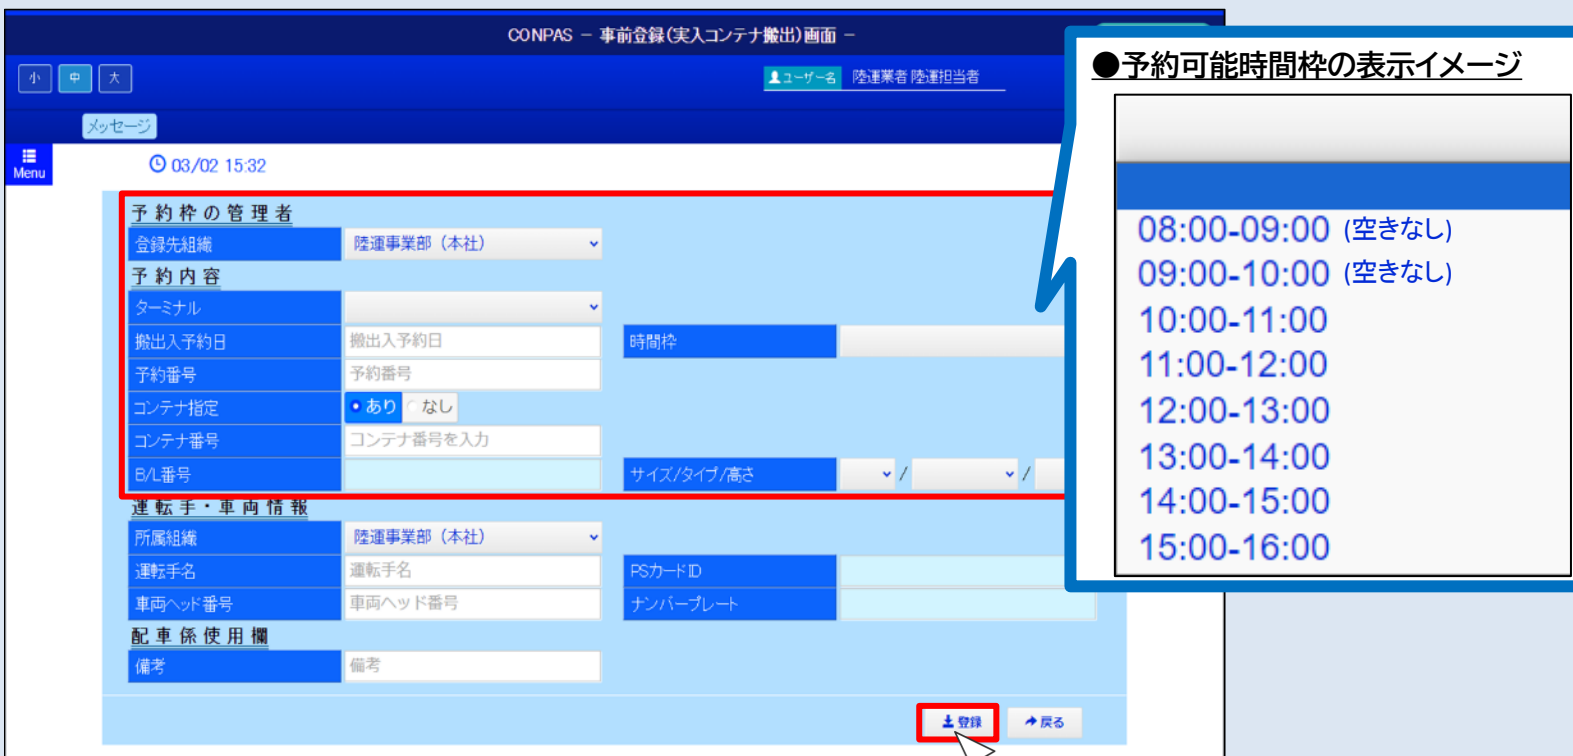 CONPAS － 事前登録(実入コンテナ搬出)画面 －
小 中 大
ユーザー名 陸運業者 陸運担当者
メッセージ
Menu
03/02 15:32
予約枠の管理者
登録先組織 陸運事業部（本社）
予約内容
ターミナル
搬出入予約日 搬出入予約日 時間枠
予約番号 予約番号
コンテナ指定 あり なし
コンテナ番号 コンテナ番号を入力
B/L番号 サイズ/タイプ/高さ / /
運転手・車両情報
所属組織 陸運事業部（本社）
運転手名 運転手名 PSカードID
車両ヘッド番号 車両ヘッド番号 ナンバープレート
配車係使用欄
備考 備考
登録 戻る
●予約可能時間枠の表示イメージ
08:00-09:00 (空きなし)
09:00-10:00 (空きなし)
10:00-11:00
11:00-12:00
12:00-13:00
13:00-14:00
14:00-15:00
15:00-16:00